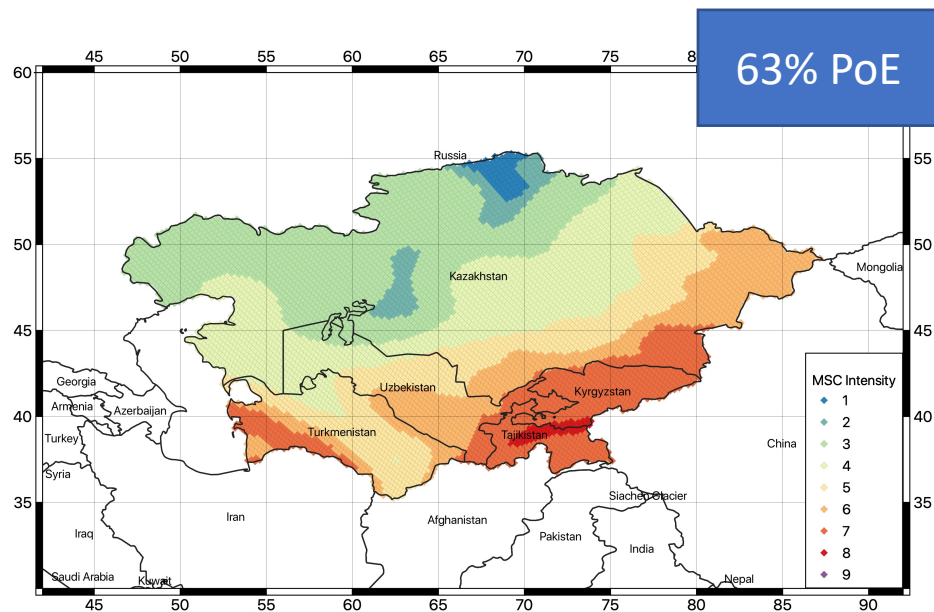 63% PoE
45 50 55 60 65 70 75 8
60
Russia
55 55
50 50
Kazakhstan
Mongolia
45 45
Georgia
MSC Intensity
Armenia
Azerbaijan
Uzbekistan
Kyrgyzstan
1
2
40 40
Turkey
Turkmenistan
Tajikistan
China
3
4
Syria
5
35 35
Siachen Glacier
6
Iran
Afghanistan
7
Iraq
Pakistan
India
8
Saudi Arabia
Kuwait
Nepal
9
45 50 55 60 65 70 75 80 85 90